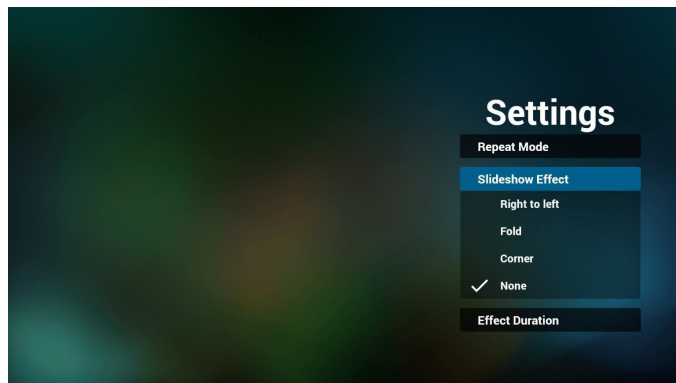 Settings
Repeat Mode
Slideshow Effect
Right to left
Fold
Corner
None
Effect Duration